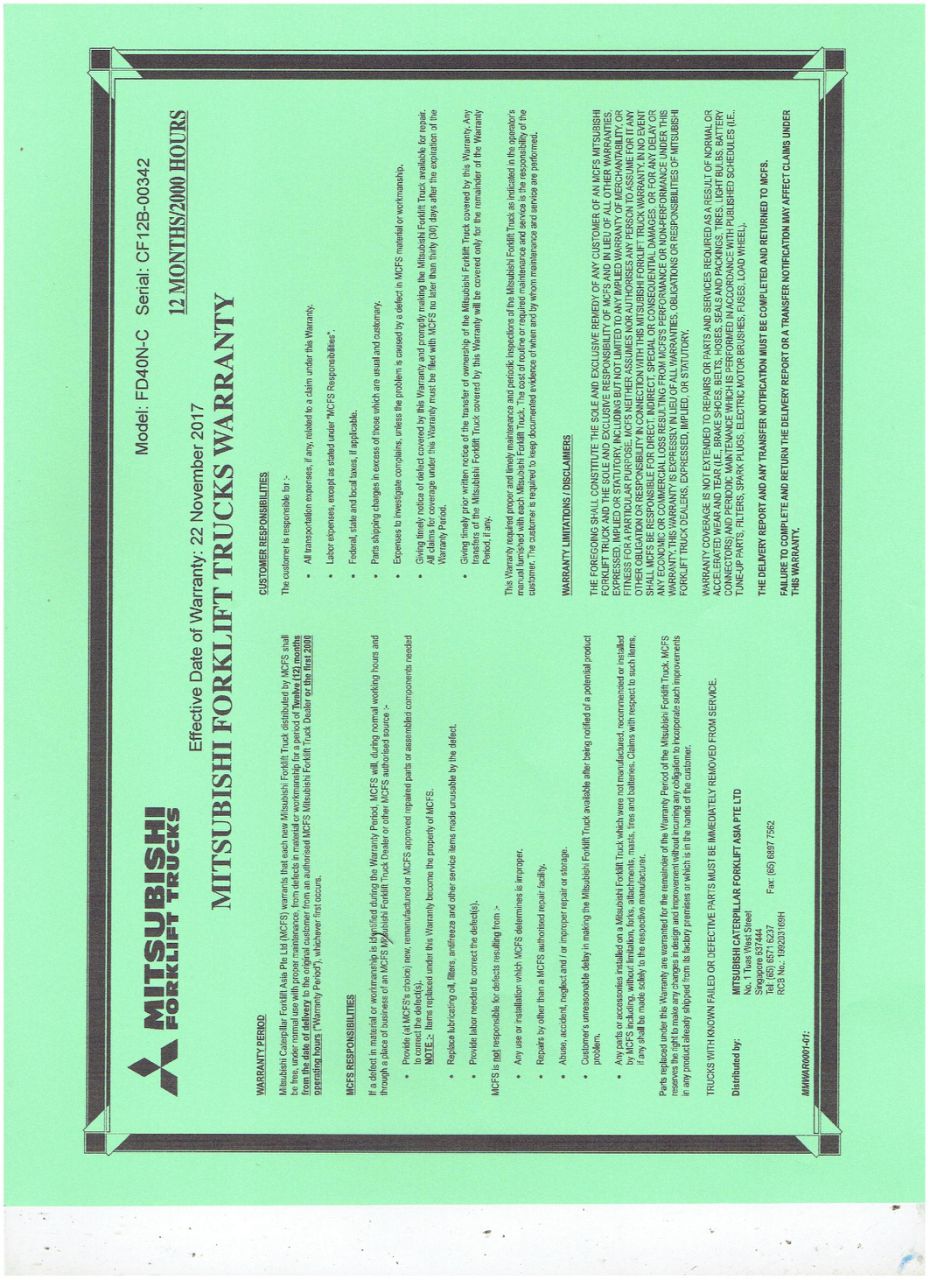 MITSUBISHI
FORKLIFT TRUCKS
Model: FD40N-C Serial: CF12B-00342
Effective Date of Warranty: 22 November 2017
12 MONTHS/2000 HOURS
MITSUBISHI FORKLIFT TRUCKS WARRANTY
WARRANTY PERIOD
Mitsubishi Caterpillar Forklift Asia Pte Ltd (MCFS) warrants that each new Mitsubishi Forklift Truck distributed by MCFS shall
be free, under normal use with proper maintenance, from defects in material or workmanship for a period of Twelve (12) months
from the date of delivery to the original customer from an authorised MCFS Mitsubishi Forklift Truck Dealer or the first 2000
operating hours ("Warranty Period"), whichever first occurs.
MCFS RESPONSIBILITIES
If a defect in material or workmanship is identified during the Warranty Period, MCFS will, during normal working hours and
through a place of business of an MCFS Mitsubishi Forklift Truck Dealer or other MCFS authorised source :-
• Provide (at MCFS's choice) new, remanufactured or MCFS approved repaired parts or assembled components needed
to correct the defect(s).
NOTE :- Items replaced under this Warranty become the property of MCFS.
• Replace lubricating oil, filters, antifreeze and other service items made unusable by the defect.
• Provide labor needed to correct the defect(s).
MCFS is not responsible for defects resulting from :-
• Any use or installation which MCFS determines is improper.
• Repairs by other than a MCFS authorised repair facility.
• Abuse, accident, neglect and / or improper repair or storage.
• Customer's unreasonable delay in making the Mitsubishi Forklift Truck available after being notified of a potential product
problem.
• Any parts or accessories installed on a Mitsubishi Forklift Truck which were not manufactured, recommended or installed
by MCFS including, without limitation, forks, attachments, masts, tires and batteries. Claims with respect to such items,
if any shall be made solely to the respective manufacturer.
Parts replaced under this Warranty are warranted for the remainder of the Warranty Period of the Mitsubishi Forklift Truck, MCFS
reserves the right to make any changes in design and improvement without incurring any obligation to incorporate such improvements
in any product already shipped from its factory premises or which is in the hands of the customer.
TRUCKS WITH KNOWN FAILED OR DEFECTIVE PARTS MUST BE IMMEDIATELY REMOVED FROM SERVICE.
Distributed by: MITSUBISHI CATERPILLAR FORKLIFT ASIA PTE LTD
No. 1 Tuas West Street
Singapore 637444
Tel: (65) 6571 6237 Fax: (65) 6897 7562
RCB No.: 199203169H
MMWAR0001-01:
CUSTOMER RESPONSIBILITIES
The customer is responsible for :-
• All transportation expenses, if any, related to a claim under this Warranty.
• Labor expenses, except as stated under "MCFS Responsibilities".
• Federal, state and local taxes, if applicable.
• Parts shipping charges in excess of those which are usual and customary.
• Expenses to investigate complains, unless the problem is caused by a defect in MCFS material or workmanship.
• Giving timely notice of defect covered by this Warranty and promptly making the Mitsubishi Forklift Truck available for repair.
All claims for coverage under this Warranty must be filed with MCFS no later than thirty (30) days after the expiration of the
Warranty Period.
• Giving timely prior written notice of the transfer of ownership of the Mitsubishi Forklift Truck covered by this Warranty. Any
transfers of the Mitsubishi Forklift Truck covered by this Warranty will be covered only for the remainder of the Warranty
Period, if any.
This Warranty required proper and timely maintenance and periodic inspections of the Mitsubishi Forklift Truck as indicated in the operator's
manual furnished with each Mitsubishi Forklift Truck. The cost of routine or required maintenance and service is the responsibility of the
customer. The customer is required to keep documented evidence of when and by whom maintenance and service are performed.
WARRANTY LIMITATIONS / DISCLAIMERS
THE FOREGOING SHALL CONSTITUTE THE SOLE AND EXCLUSIVE REMEDY OF ANY CUSTOMER OF AN MCFS MITSUBISHI
FORKLIFT TRUCK AND THE SOLE AND EXCLUSIVE RESPONSIBILITY OF MCFS AND IN LIEU OF ALL OTHER WARRANTIES,
EXPRESSED, IMPLIED OR STATUTORY, INCLUDING BUT NOT LIMITED TO ANY IMPLIED WARRANTY OF MERCHANTABILITY, OR
FITNESS FOR A PARTICULAR PURPOSE. MCFS NEITHER ASSUMES NOR AUTHORISES ANY PERSON TO ASSUME FOR IT ANY
OTHER OBLIGATION OR RESPONSIBILITY IN CONNECTION WITH THIS MITSUBISHI FORKLIFT TRUCK WARRANTY. IN NO EVENT
SHALL MCFS BE RESPONSIBLE FOR DIRECT, INDIRECT, SPECIAL OR CONSEQUENTIAL DAMAGES, OR FOR ANY DELAY OR
ANY ECONOMIC OR COMMERCIAL LOSS RESULTING FROM MCFS'S PERFORMANCE OR NON-PERFORMANCE UNDER THIS
WARRANTY. THIS WARRANTY IS EXPRESSLY IN LIEU OF ALL WARRANTIES, OBLIGATIONS OR RESPONSIBILITIES OF MITSUBISHI
FORKLIFT TRUCK DEALERS, EXPRESSED, IMPLIED, OR STATUTORY.
WARRANTY COVERAGE IS NOT EXTENDED TO REPAIRS OR PARTS AND SERVICES REQUIRED AS A RESULT OF NORMAL OR
ACCELERATED WEAR AND TEAR (I.E., BRAKE SHOES, BELTS, HOSES, SEALS AND PACKINGS, TIRES, LIGHT BULBS, BATTERY
CONNECTORS) AND PERIODIC MAINTENANCE WHICH IS PERFORMED IN ACCORDANCE WITH PUBLISHED SCHEDULES (I.E.,
TUNE-UP PARTS, FILTERS, SPARK PLUGS, ELECTRIC MOTOR BRUSHES, FUSES, LOAD WHEEL).
THE DELIVERY REPORT AND ANY TRANSFER NOTIFICATION MUST BE COMPLETED AND RETURNED TO MCFS.
FAILURE TO COMPLETE AND RETURN THE DELIVERY REPORT OR A TRANSFER NOTIFICATION MAY AFFECT CLAIMS UNDER
THIS WARRANTY.